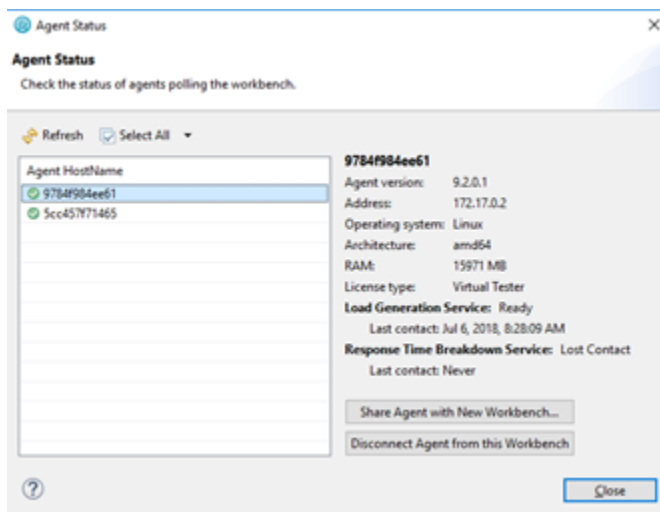 Agent Status
Agent Status
Check the status of agents polling the workbench.
Refresh Select All
Agent HostName
9784f984ee61
5cc457f71465
9784f984ee61
Agent version: 9.2.0.1
Address: 172.17.0.2
Operating system: Linux
Architecture: amd64
RAM: 15971 MB
License type: Virtual Tester
Load Generation Service: Ready
Last contact: Jul 6, 2018, 8:28:09 AM
Response Time Breakdown Service: Lost Contact
Last contact: Never
Share Agent with New Workbench...
Disconnect Agent from this Workbench
Close